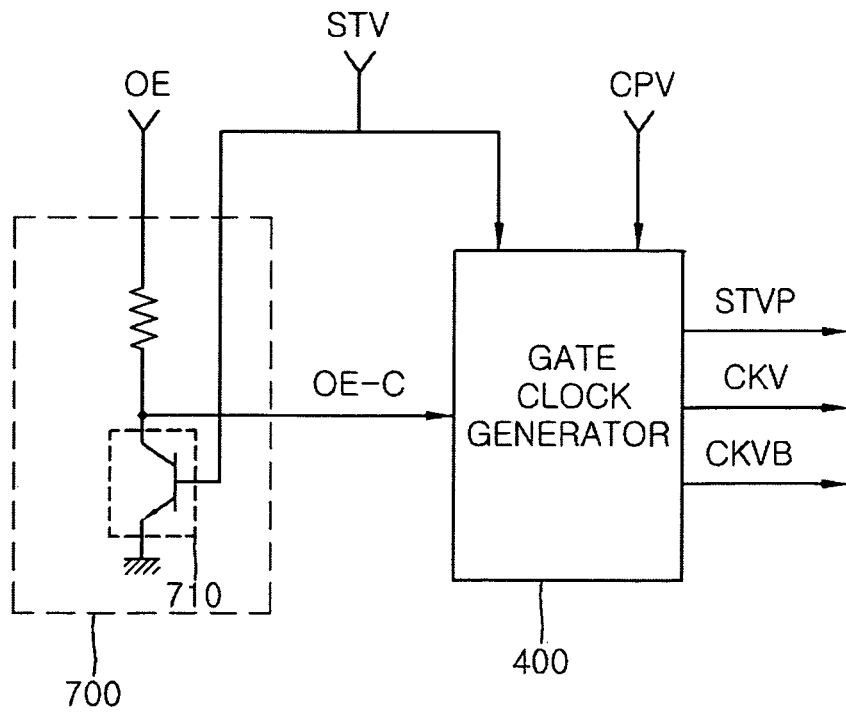 STV
OE
CPV
STVP
GATE
CLOCK
GENERATOR
OE-C
CKV
CKVB
710
400
700